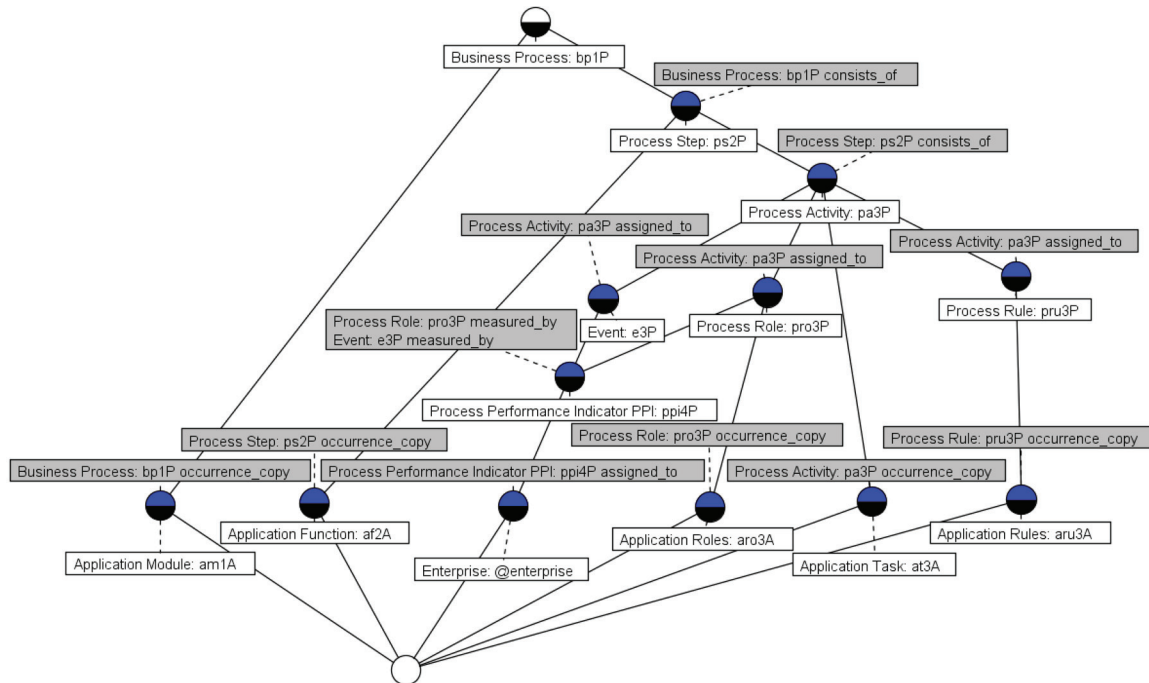 Business Process: bp1P
Business Process: bp1P consists_of
Process Step: ps2P
Process Step: ps2P consists_of
Process Activity: pa3P
Process Activity: pa3P assigned_to
Process Activity: pa3P assigned_to
Process Activity: pa3P assigned_to
Process Rule: pru3P
Process Role: pro3P measured_by
Event: e3P measured_by
Event: e3P
Process Role: pro3P
Process Performance Indicator PPI: ppi4P
Process Step: ps2P occurrence_copy
Process Role: pro3P occurrence_copy
Process Rule: pru3P occurrence_copy
Business Process: bp1P occurrence_copy
Process Performance Indicator PPI: ppi4P assigned_to
Process Activity: pa3P occurrence_copy
Application Function: af2A
Application Roles: aro3A
Application Rules: aru3A
Application Module: am1A
Enterprise: @enterprise
Application Task: at3A